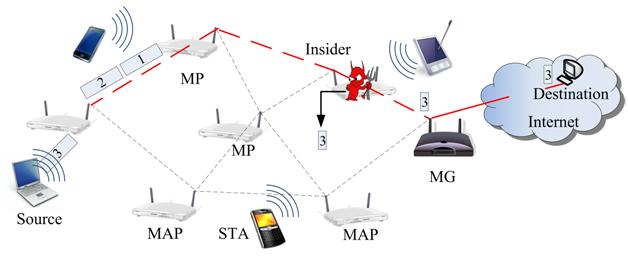 2
1
MP
Insider
3
Destination
Internet
3
3
MP
3
MG
Source
MAP
STA
MAP